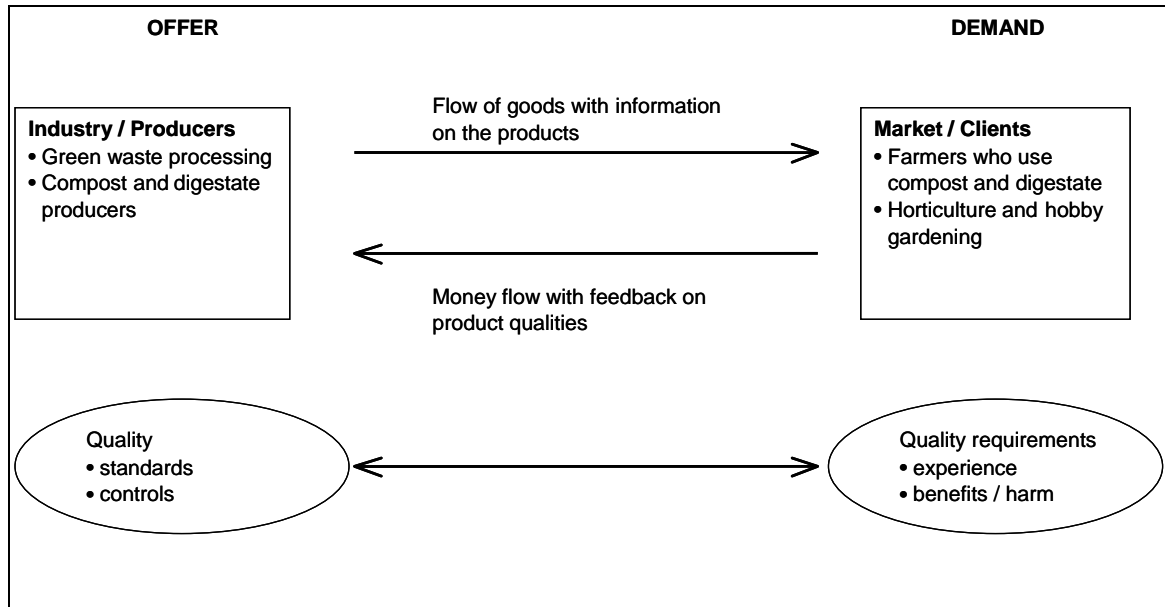 OFFER
DEMAND
Industry / Producers
• Green waste processing
• Compost and digestate
producers
Flow of goods with information
on the products
Market / Clients
• Farmers who use
compost and digestate
• Horticulture and hobby
gardening
Money flow with feedback on
product qualities
Quality
• standards
• controls
Quality requirements
• experience
• benefits / harm